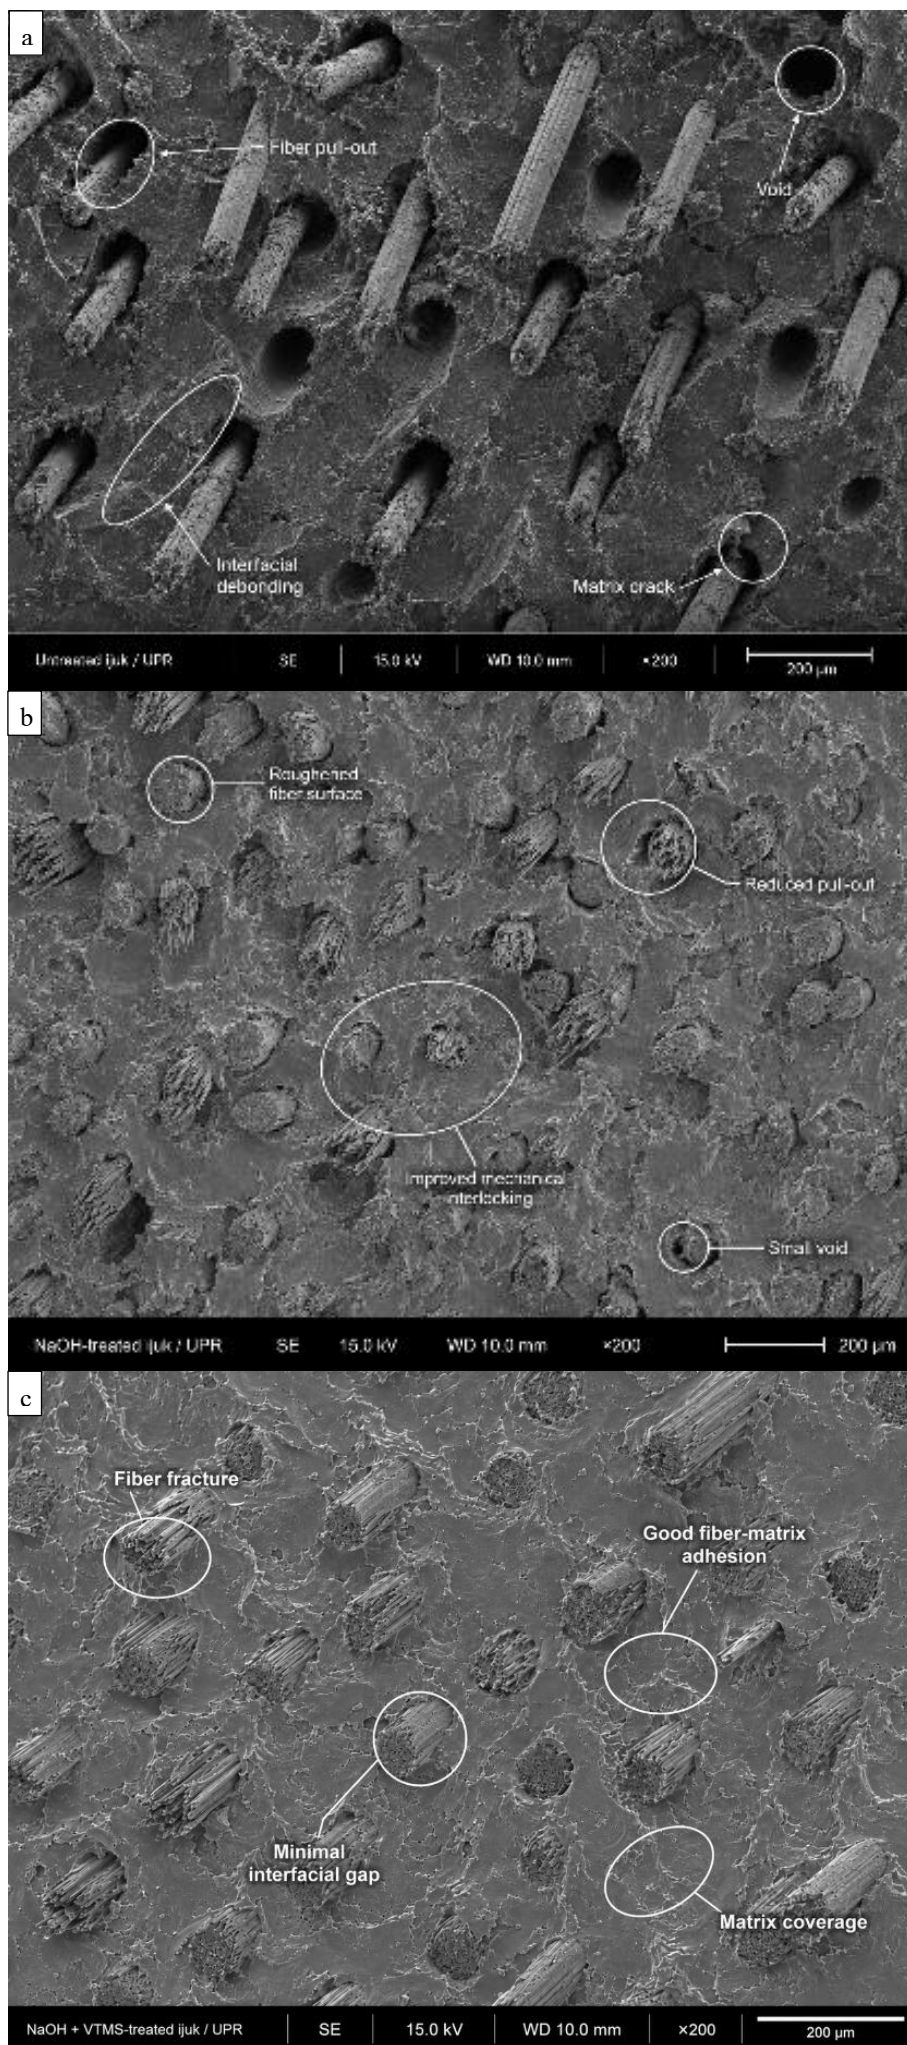 a
Fiber pull-out
Void
Interfacial
debonding
Matrix crack
Untreated ijuk / UPR SE 15.0 kV WD 10.0 mm ×200 200 µm
b
Roughened
fiber surface
Reduced pull-out
Improved mechanical
interlocking
Small void
NaOH-treated ijuk / UPR SE 15.0 kV WD 10.0 mm ×200 200 µm
c
Fiber fracture
Good fiber-matrix
adhesion
Minimal
interfacial gap
Matrix coverage
NaOH + VTMS-treated ijuk / UPR SE 15.0 kV WD 10.0 mm ×200 200 µm